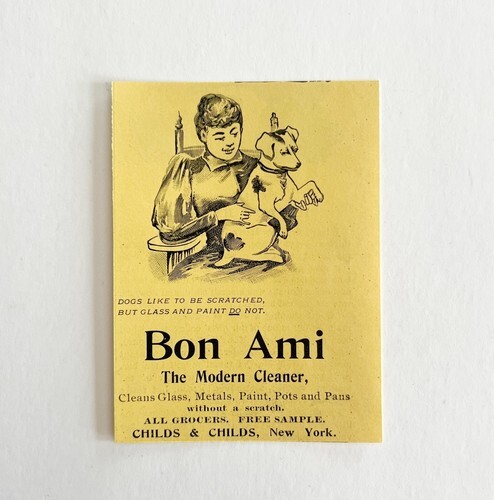 DOGS LIKE TO BE SCRATCHED,
BUT GLASS AND PAINT DO NOT.
Bon Ami
The Modern Cleaner,
Cleans Glass, Metals, Paint, Pots and Pans
without a scratch.
ALL GROCERS. FREE SAMPLE.
CHILDS & CHILDS, New York.